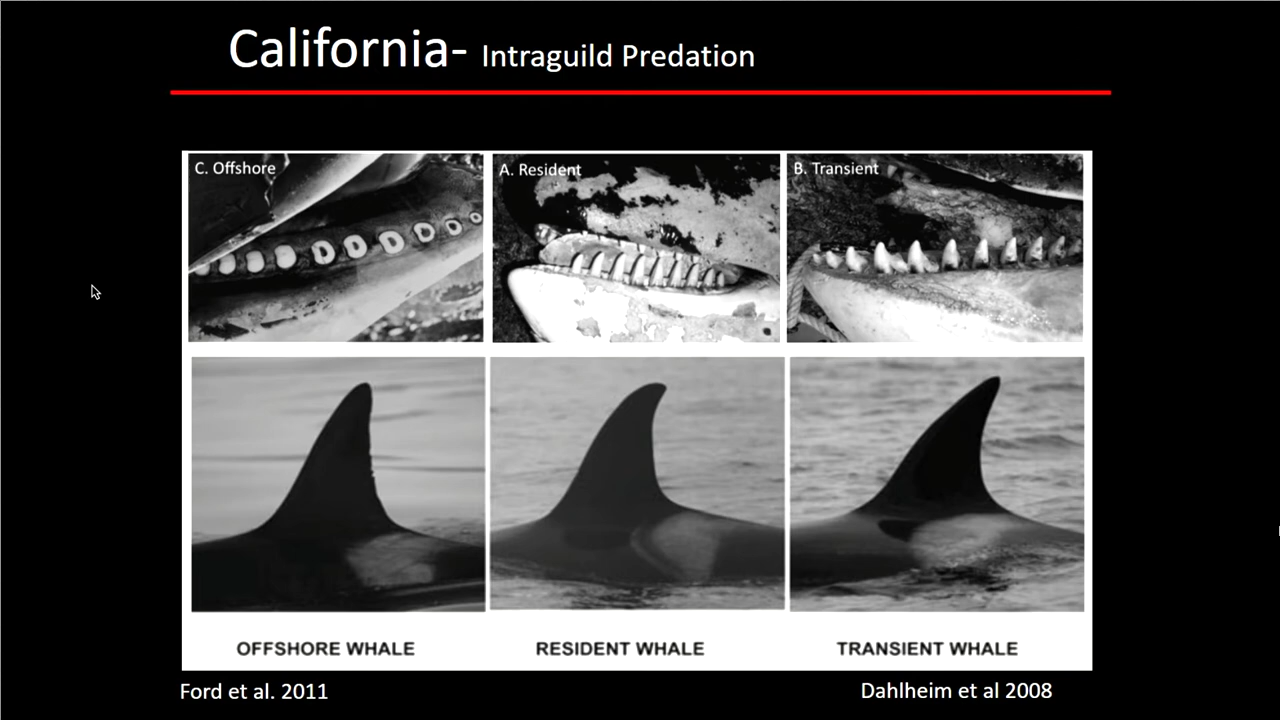 California- Intraguild Predation
C. Offshore
A. Resident
B. Transient
OFFSHORE WHALE
RESIDENT WHALE
TRANSIENT WHALE
Ford et al. 2011
Dahlheim et al 2008